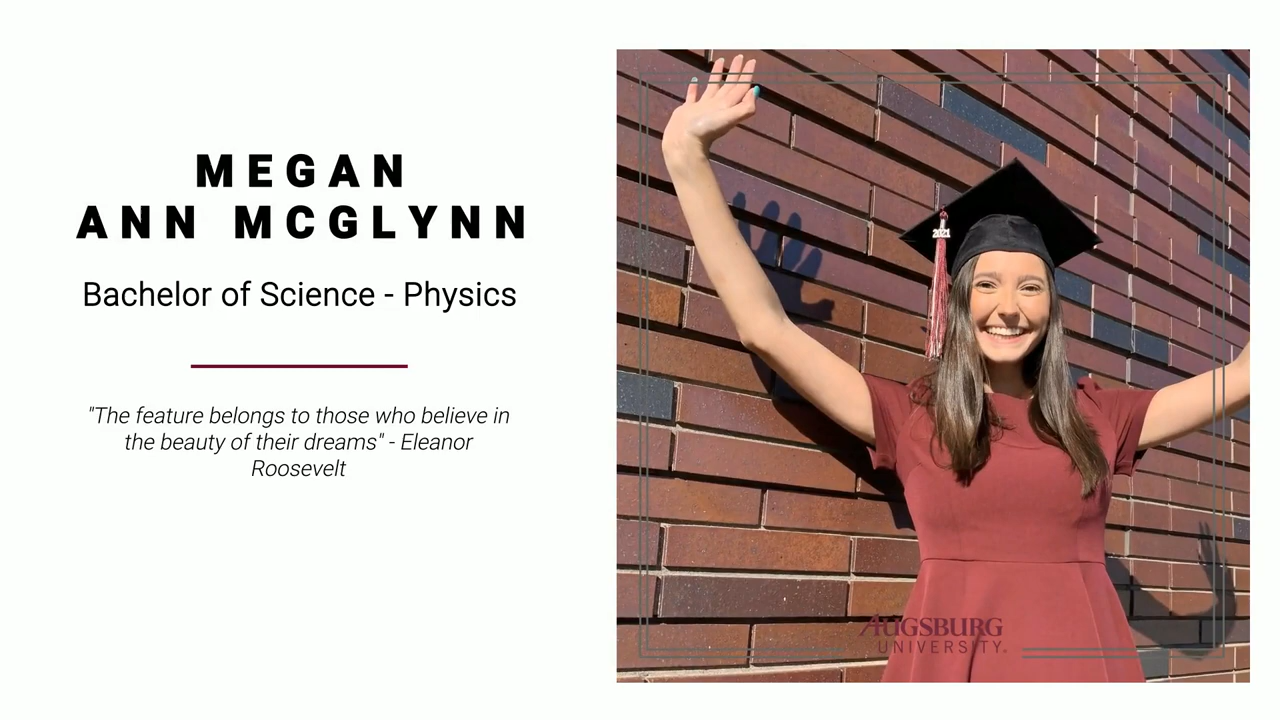 MEGAN
ANN MCGLYNN
Bachelor of Science - Physics
"The feature belongs to those who believe in
the beauty of their dreams" - Eleanor
Roosevelt
2021
AUGSBURG
UNIVERSITY®